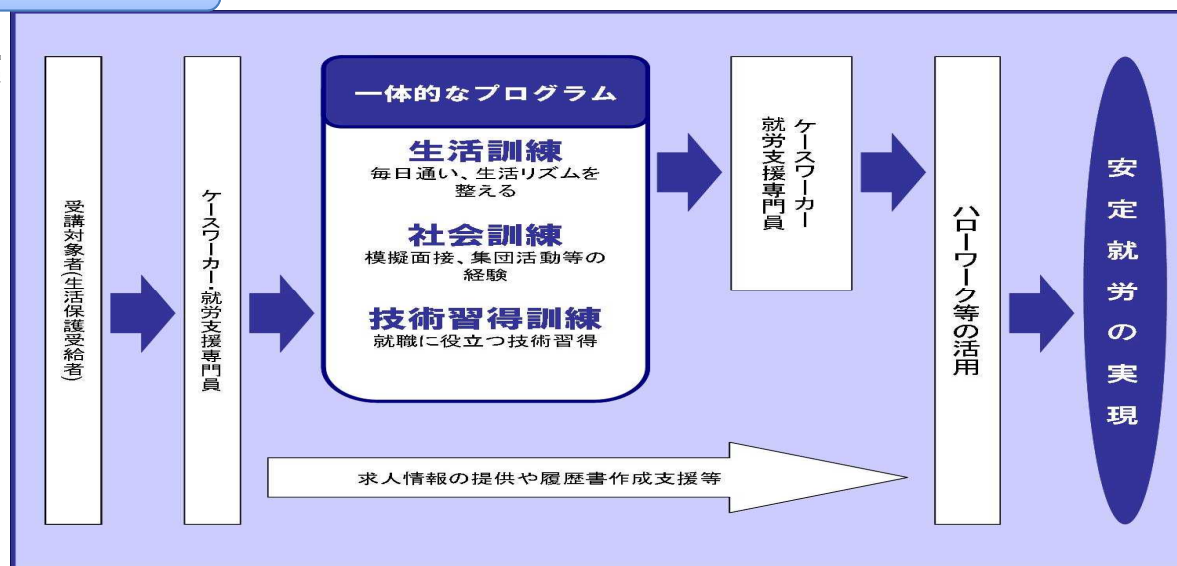 受講対象者(生活保護受給者)
ケースワーカー・就労支援専門員
一体的なプログラム
生活訓練
毎日通い、生活リズムを
整える
社会訓練
模擬面接、集団活動等の
経験
技術習得訓練
就職に役立つ技術習得
ケースワーカー
就労支援専門員
求人情報の提供や履歴書作成支援等
ハローワーク等の活用
安定就労の実現